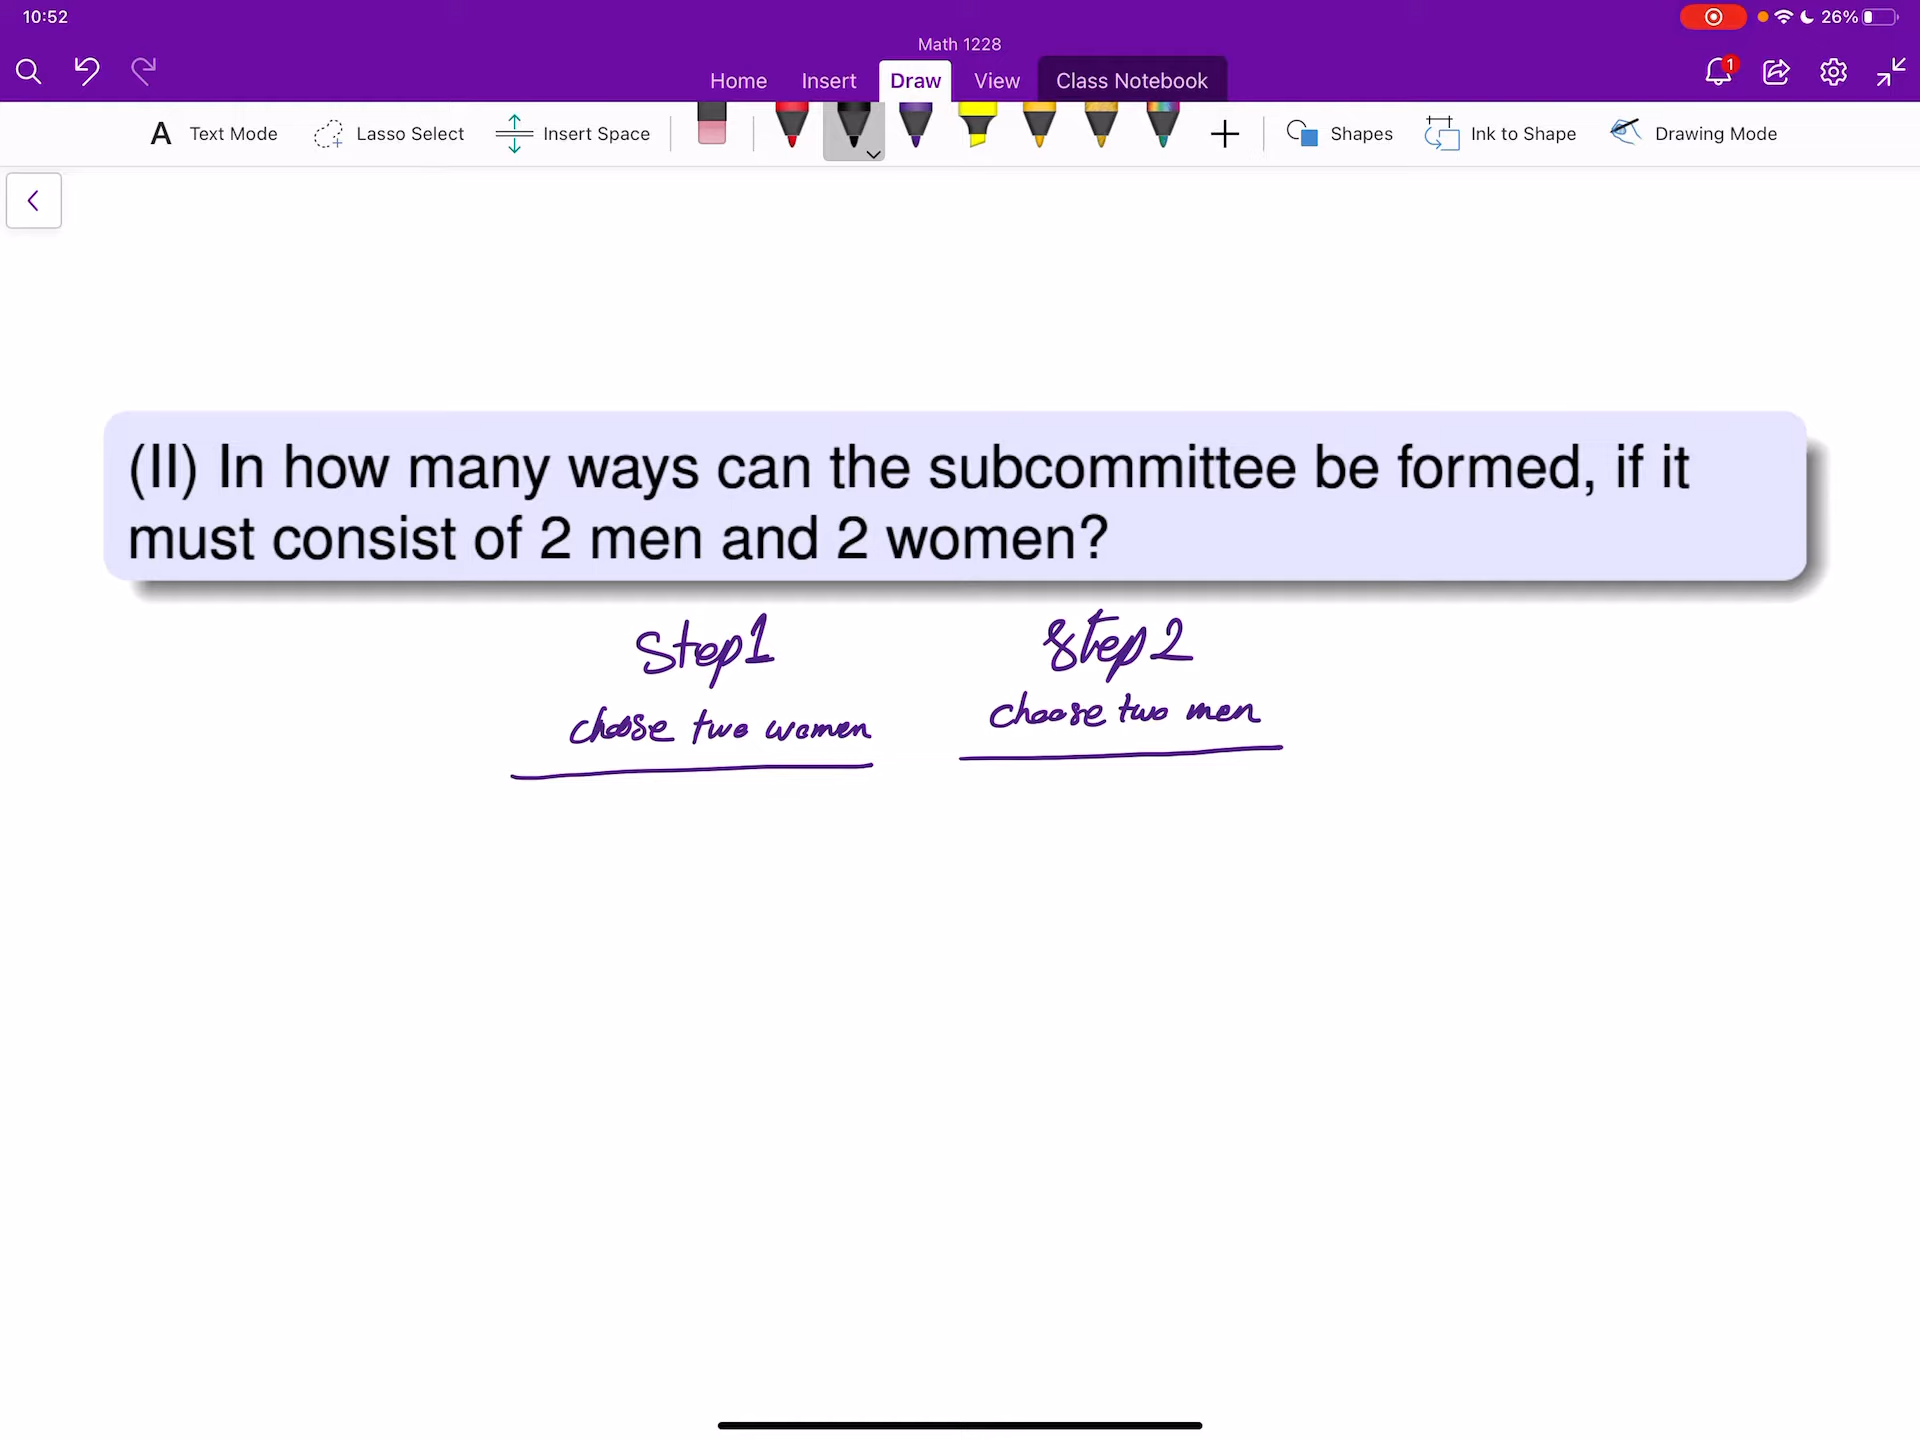 10:52
26%
Math 1228
1
Home Insert Draw View Class Notebook
A Text Mode Lasso Select Insert Space Shapes Ink to Shape Drawing Mode
(II) In how many ways can the subcommittee be formed, if it
must consist of 2 men and 2 women?
Step1 Step2
choose two women choose two men